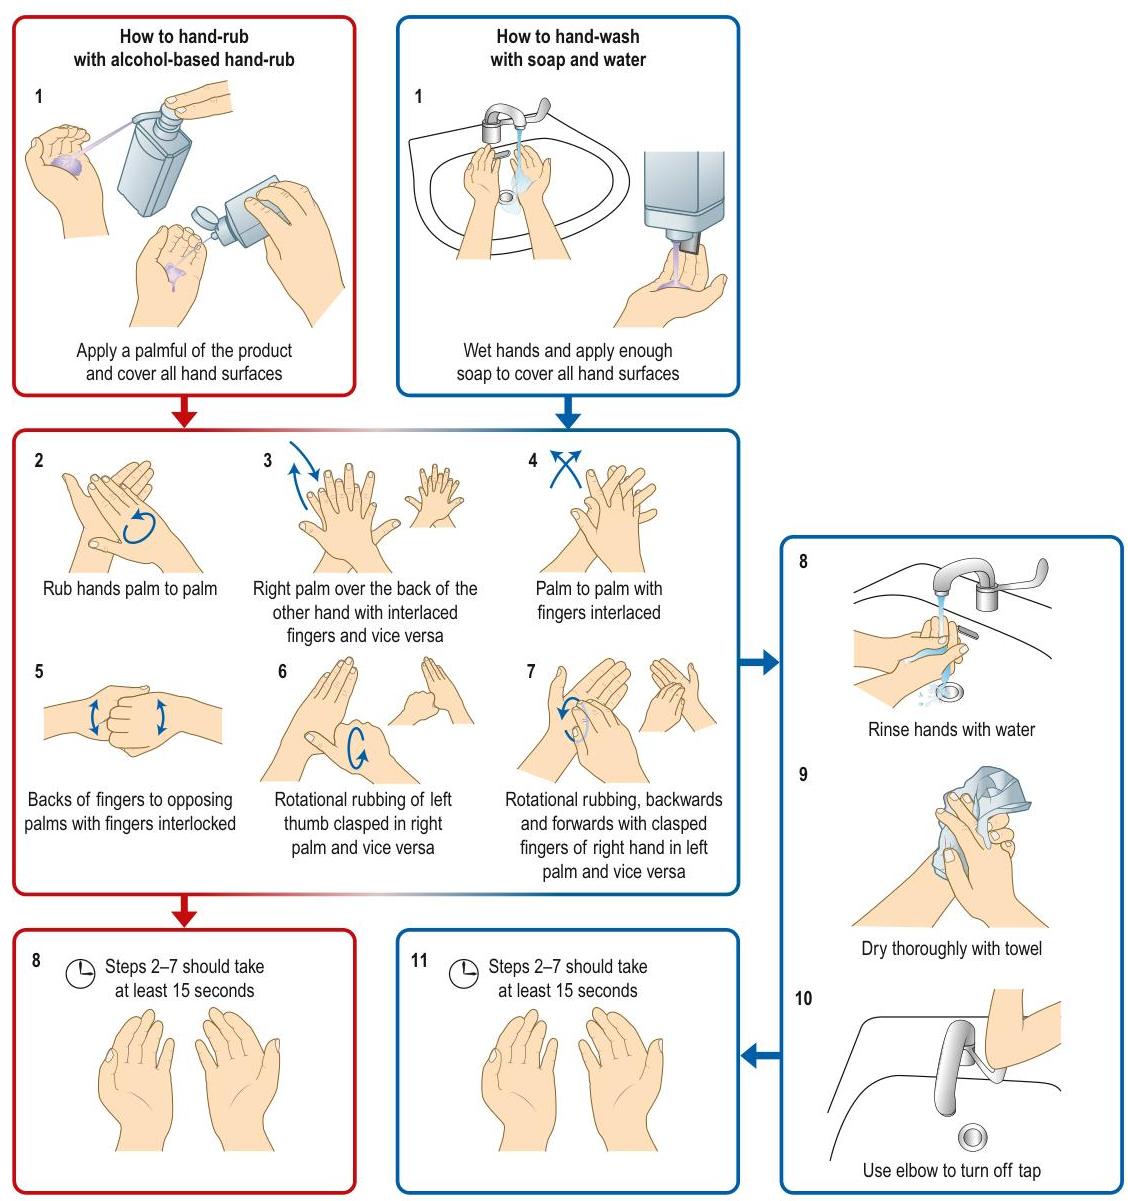 How to hand-rub
with alcohol-based hand-rub
1
Apply a palmful of the product
and cover all hand surfaces
How to hand-wash
with soap and water
1
Wet hands and apply enough
soap to cover all hand surfaces
2
Rub hands palm to palm
3
Right palm over the back of the
other hand with interlaced
fingers and vice versa
4
Palm to palm with
fingers interlaced
5
Backs of fingers to opposing
palms with fingers interlocked
6
Rotational rubbing of left
thumb clasped in right
palm and vice versa
7
Rotational rubbing, backwards
and forwards with clasped
fingers of right hand in left
palm and vice versa
8
Steps 2–7 should take
at least 15 seconds
8
Rinse hands with water
9
Dry thoroughly with towel
10
Use elbow to turn off tap
11
Steps 2–7 should take
at least 15 seconds